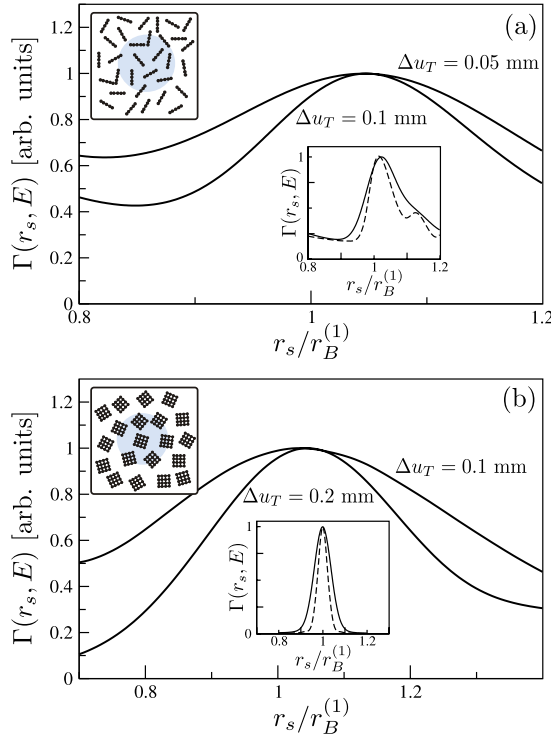 (a)
Γ(r_s, E) [arb. units]
1.2
1
0.8
0.6
0.4
0.2
0
Δu_T = 0.05 mm
Δu_T = 0.1 mm
Γ(r_s, E)
1
0
0.8 1 1.2
r_s/r_B^(1)
0.8 1 1.2
r_s/r_B^(1)
(b)
Γ(r_s, E) [arb. units]
1.2
1
0.8
0.6
0.4
0.2
0
Δu_T = 0.1 mm
Δu_T = 0.2 mm
Γ(r_s, E)
1
0
0.8 1 1.2
r_s/r_B^(1)
0.8 1 1.2
r_s/r_B^(1)